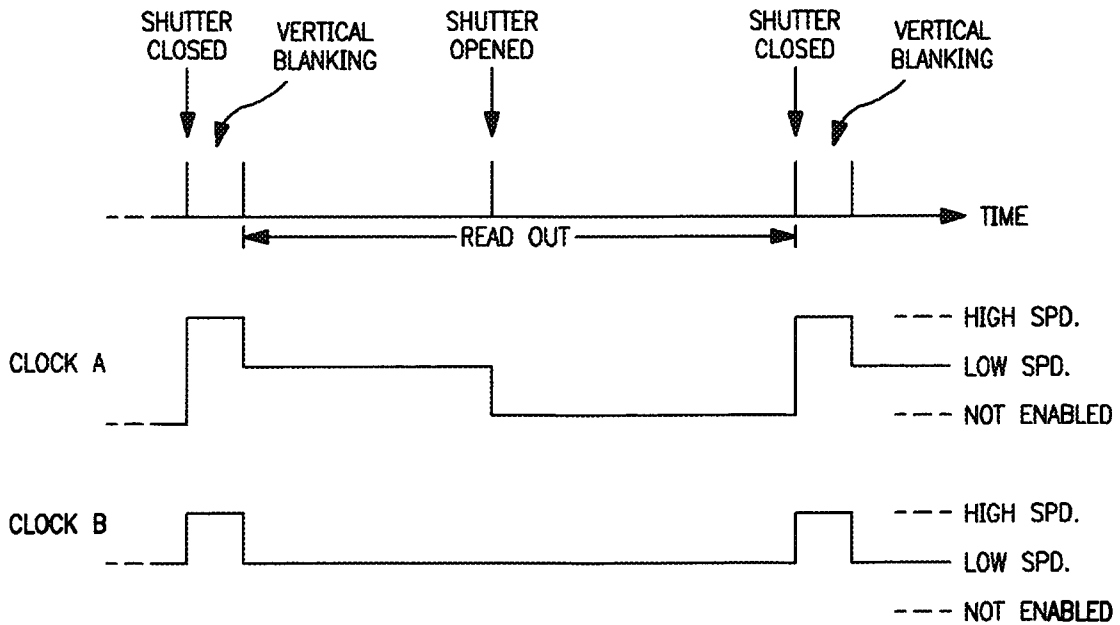 SHUTTER
CLOSED
VERTICAL
BLANKING
SHUTTER
OPENED
SHUTTER
CLOSED
VERTICAL
BLANKING
TIME
READ OUT
CLOCK A
HIGH SPD.
LOW SPD.
NOT ENABLED
CLOCK B
HIGH SPD.
LOW SPD.
NOT ENABLED